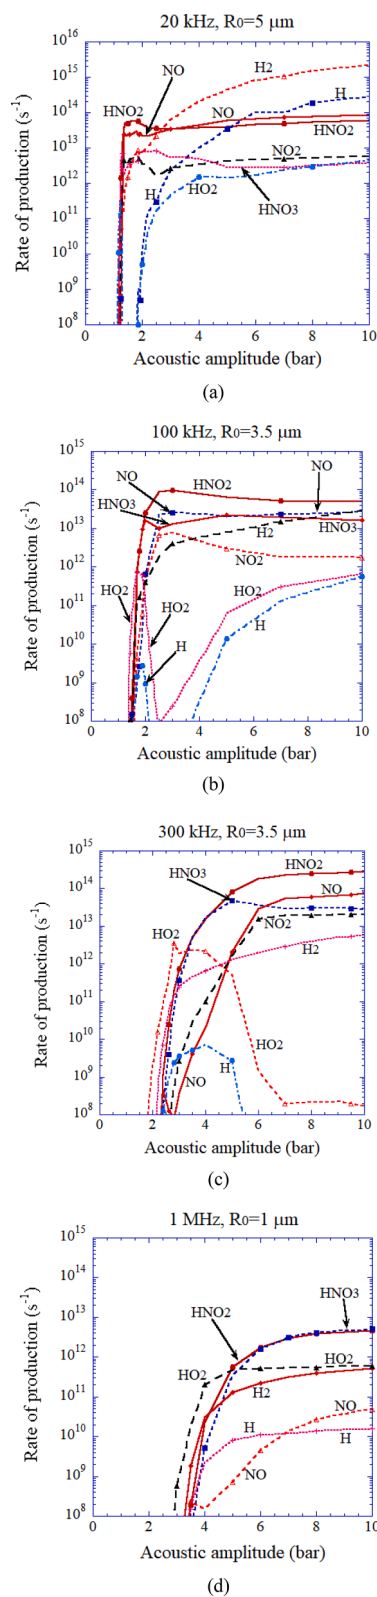 20 kHz, R0=5 µm
10^16
10^15
10^14
10^13
10^12
10^11
10^10
10^9
10^8
Rate of production (s^-1)
NO
HNO2
H2
H
NO
HNO2
NO2
H
HO2
HNO3
0 2 4 6 8 10
Acoustic amplitude (bar)
(a)
100 kHz, R0=3.5 µm
10^15
10^14
10^13
10^12
10^11
10^10
10^9
10^8
Rate of production (s^-1)
NO
HNO2
NO
HNO3
H2
HNO3
NO2
HO2
HO2
HO2
H
H
0 2 4 6 8 10
Acoustic amplitude (bar)
(b)
300 kHz, R0=3.5 µm
10^15
10^14
10^13
10^12
10^11
10^10
10^9
10^8
Rate of production (s^-1)
HNO2
HNO3
NO
NO2
HO2
H2
HO2
H
NO
0 2 4 6 8 10
Acoustic amplitude (bar)
(c)
1 MHz, R0=1 µm
10^15
10^14
10^13
10^12
10^11
10^10
10^9
10^8
Rate of production (s^-1)
HNO3
HNO2
HO2
HO2
H2
NO
H
H
NO
0 2 4 6 8 10
Acoustic amplitude (bar)
(d)